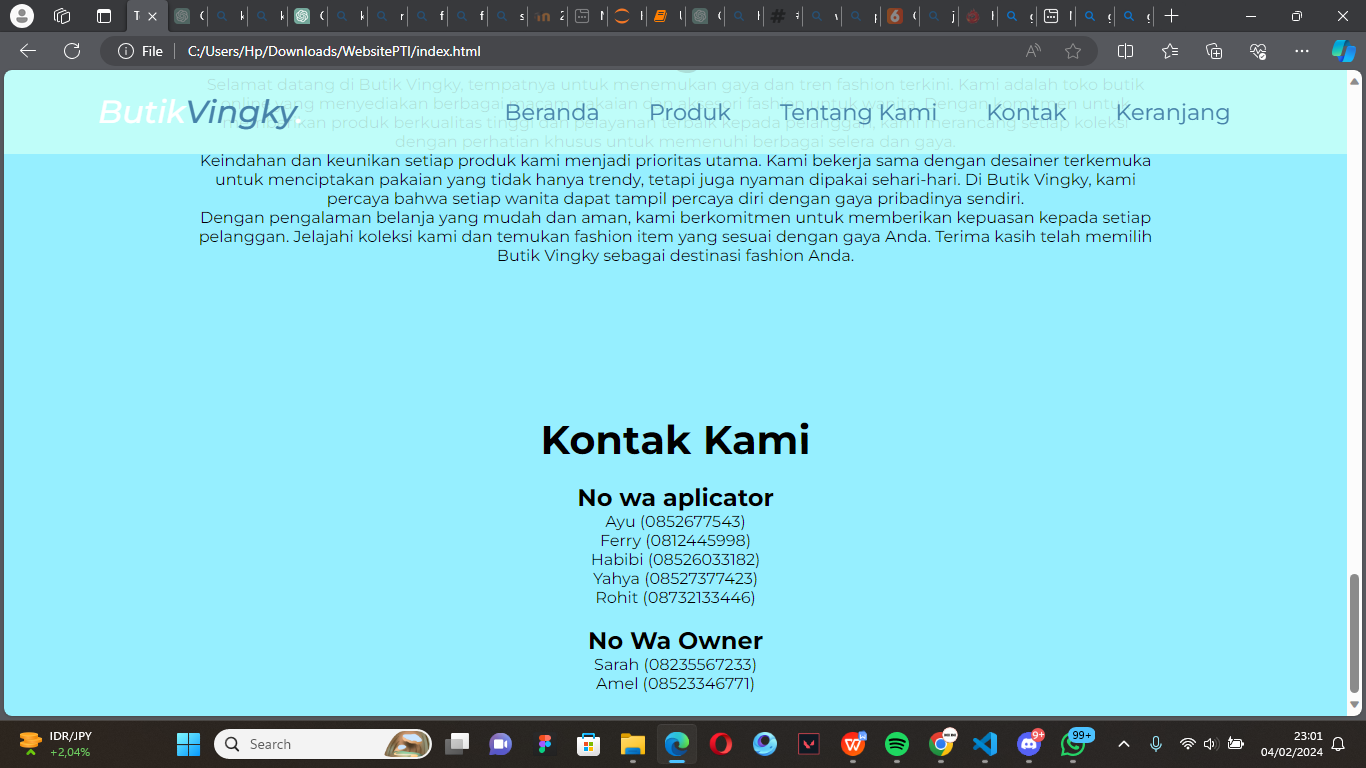 File
C:/Users/Hp/Downloads/WebsitePTI/index.html
Selamat datang di Butik Vingky, tempatnya untuk menemukan gaya dan tren fashion terkini. Kami adalah toko butik
ButikVingky.
Beranda
Produk
Tentang Kami
Kontak
Keranjang
yang menyediakan berbagai macam pakaian dan aksesori fashion untuk wanita. Dengan komitmen untuk
produk berkualitas tinggi dan pelayanan terbaik kepada pelanggan, kami merancang setiap koleksi
dengan perhatian khusus untuk memenuhi berbagai selera dan gaya.
Keindahan dan keunikan setiap produk kami menjadi prioritas utama. Kami bekerja sama dengan desainer terkemuka
untuk menciptakan pakaian yang tidak hanya trendy, tetapi juga nyaman dipakai sehari-hari. Di Butik Vingky, kami
percaya bahwa setiap wanita dapat tampil percaya diri dengan gaya pribadinya sendiri.
Dengan pengalaman belanja yang mudah dan aman, kami berkomitmen untuk memberikan kepuasan kepada setiap
pelanggan. Jelajahi koleksi kami dan temukan fashion item yang sesuai dengan gaya Anda. Terima kasih telah memilih
Butik Vingky sebagai destinasi fashion Anda.
Kontak Kami
No wa aplicator
Ayu (0852677543)
Ferry (0812445998)
Habibi (08526033182)
Yahya (08527377423)
Rohit (08732133446)
No Wa Owner
Sarah (08235567233)
Amel (08523346771)
IDR/JPY
+2,04%
Search
9+
99+
23:01
04/02/2024